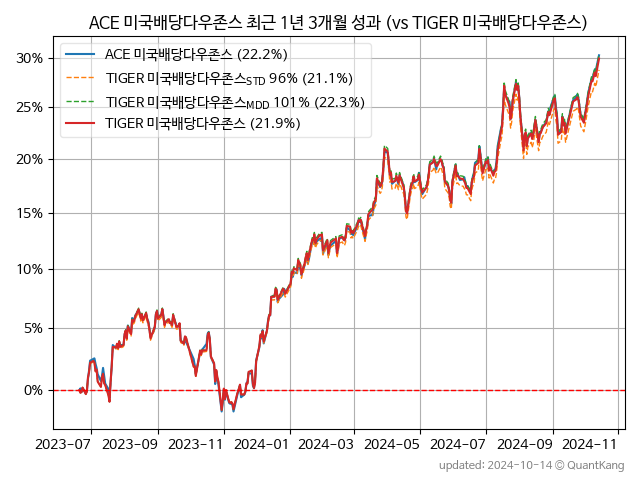 ACE 미국배당다우존스 최근 1년 3개월 성과 (vs TIGER 미국배당다우존스)
ACE 미국배당다우존스 (22.2%)
TIGER 미국배당다우존스STD 96% (21.1%)
TIGER 미국배당다우존스MDD 101% (22.3%)
TIGER 미국배당다우존스 (21.9%)
30%
25%
20%
15%
10%
5%
0%
2023-07 2023-09 2023-11 2024-01 2024-03 2024-05 2024-07 2024-09 2024-11
updated: 2024-10-14 © QuantKang